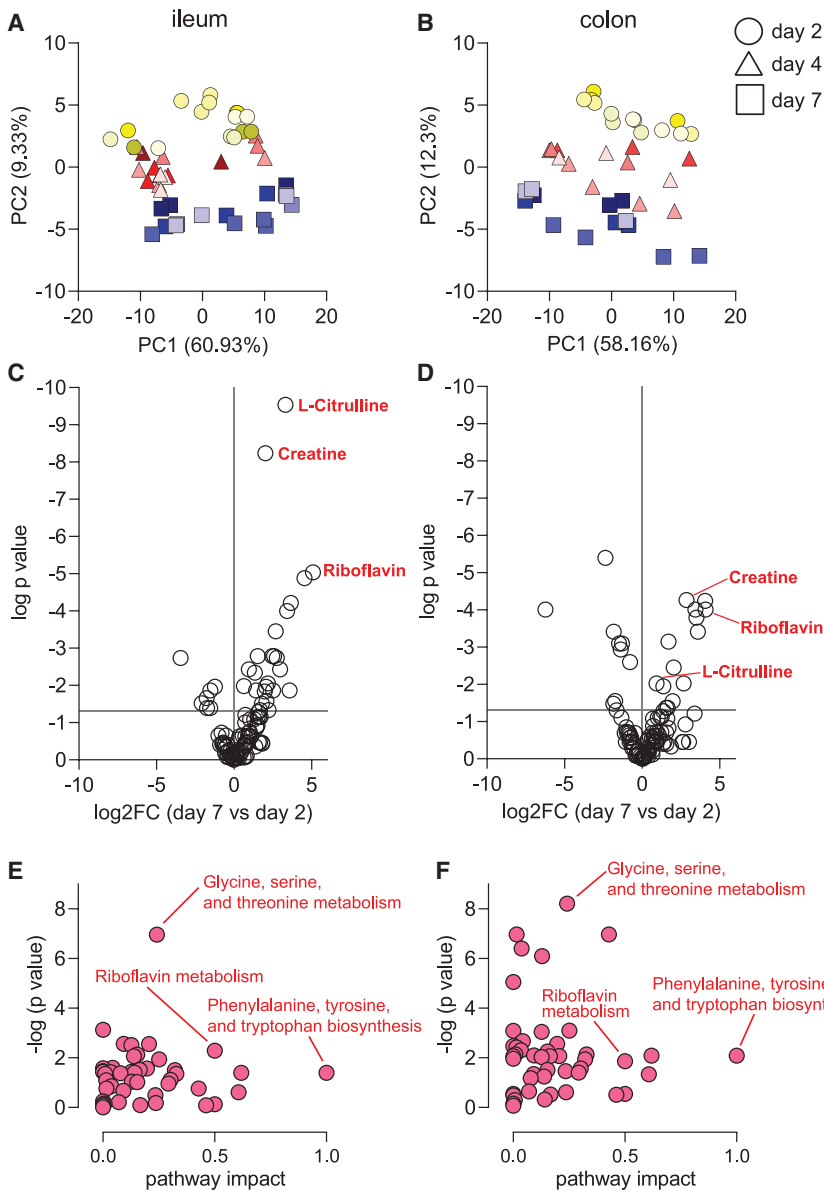 A
ileum
10
5
0
-5
-10
PC2 (9.33%)
-20
-10
0
10
20
PC1 (60.93%)
B
colon
10
5
0
-5
-10
PC2 (12.3%)
-20
-10
0
10
20
PC1 (58.16%)
day 2
day 4
day 7
C
-10
-9
-8
-7
-6
-5
-4
-3
-2
-1
0
log p value
L-Citrulline
Creatine
Riboflavin
-10
-5
0
5
log2FC (day 7 vs day 2)
D
-10
-9
-8
-7
-6
-5
-4
-3
-2
-1
0
log p value
Creatine
Riboflavin
L-Citrulline
-10
-5
0
5
log2FC (day 7 vs day 2)
E
8
6
4
2
0
-log (p value)
Glycine, serine,
and threonine metabolism
Riboflavin metabolism
Phenylalanine, tyrosine,
and tryptophan biosynthesis
0.0
0.5
1.0
pathway impact
F
8
6
4
2
0
-log (p value)
Glycine, serine,
and threonine metabolism
Riboflavin
metabolism
Phenylalanine, tyrosine
and tryptophan biosynt
0.0
0.5
1.0
pathway impact